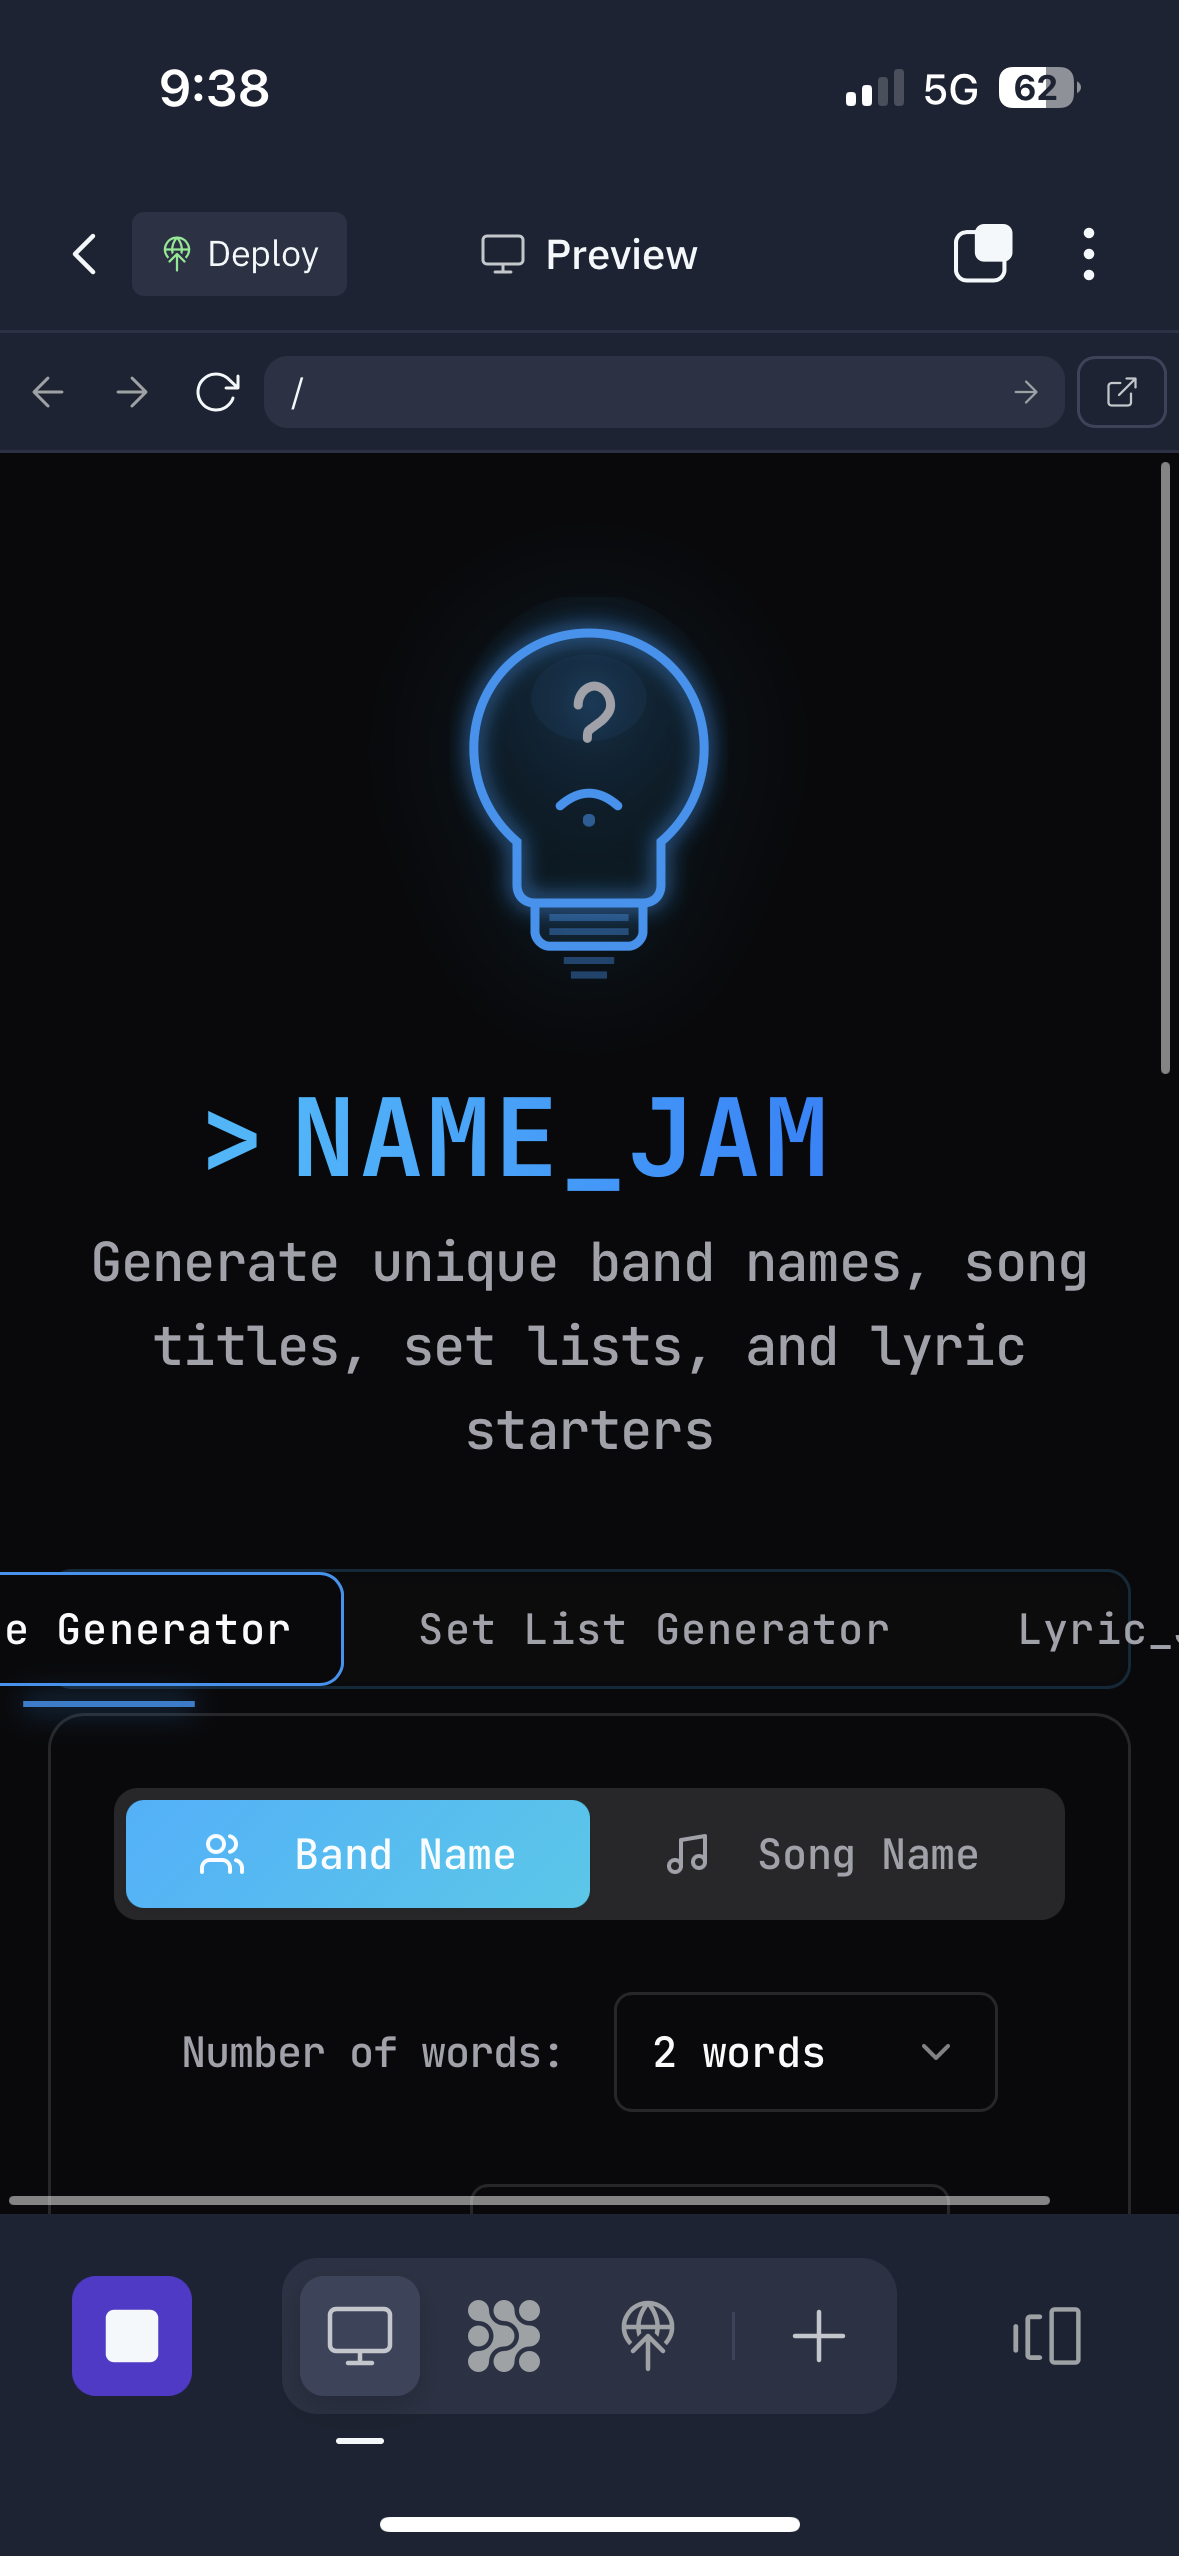 9:38
5G
62
Deploy
Preview
/
?
> NAME_JAM
Generate unique band names, song
titles, set lists, and lyric
starters
e Generator
Set List Generator
Lyric_
Band Name
Song Name
Number of words:
2 words